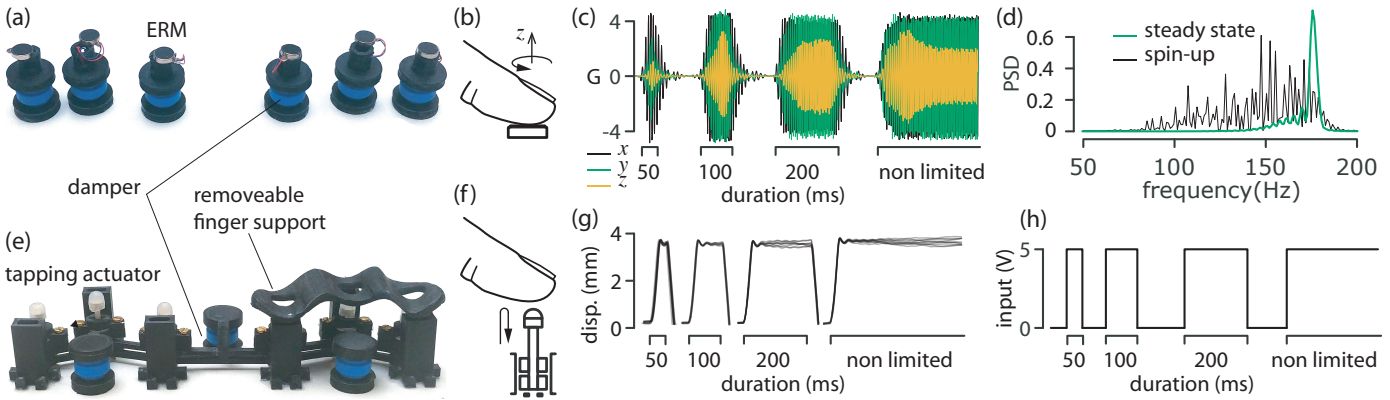 (a)
ERM
(b)
z
(c)
4
G 0
-4
x
y
z
50
100
200
non limited
duration (ms)
(d)
steady state
spin-up
PSD
0.6
0.4
0.2
0
50
100
150
200
frequency(Hz)
damper
removeable
finger support
(e)
tapping actuator
(f)
(g)
disp. (mm)
4
2
0
50
100
200
non limited
duration (ms)
(h)
input (V)
5
0
50
100
200
non limited
duration (ms)